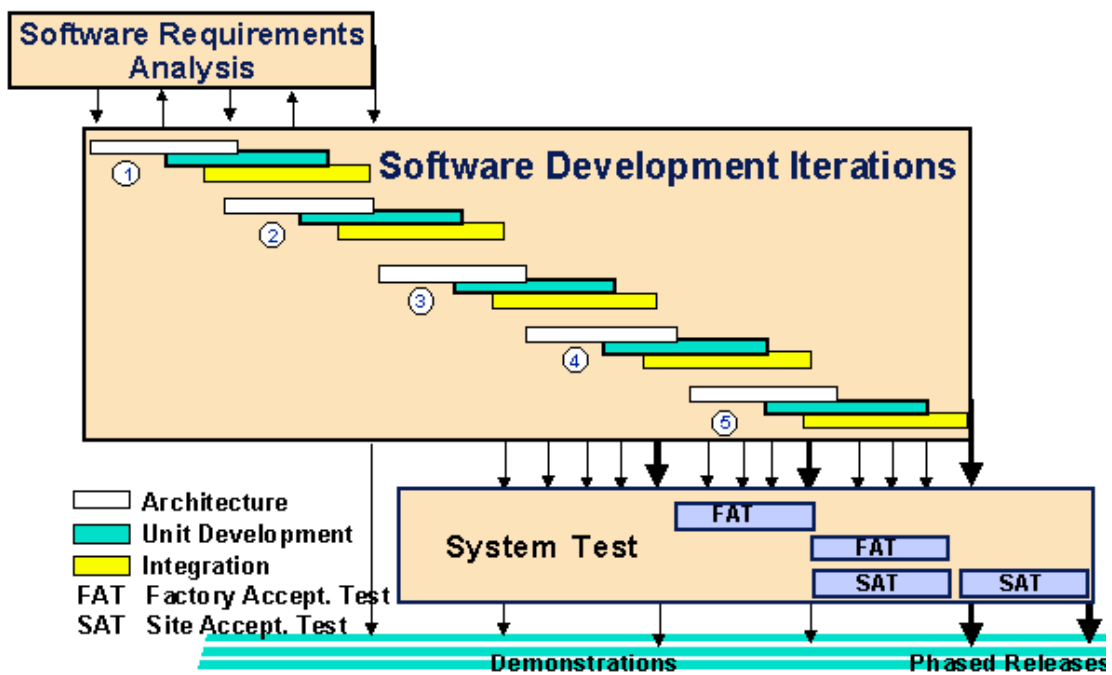 Software Requirements
Analysis
Software Development Iterations
1
2
3
4
5
Architecture
Unit Development
Integration
FAT Factory Accept. Test
SAT Site Accept. Test
System Test
FAT
FAT
SAT
SAT
Demonstrations
Phased Releases